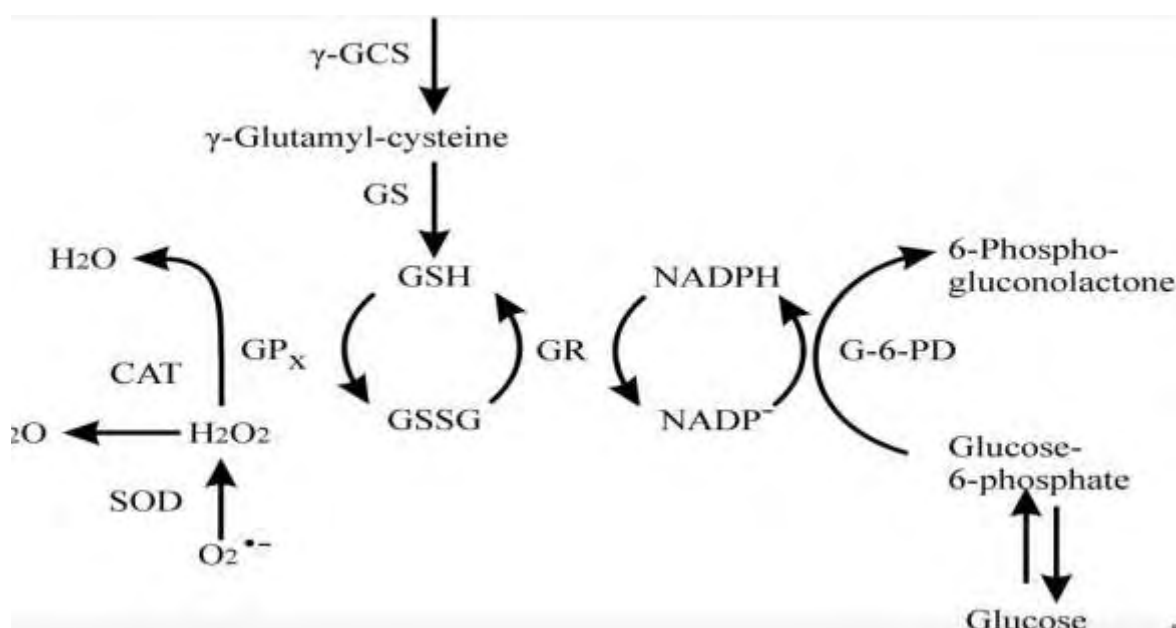 γ-GCS
γ-Glutamyl-cysteine
GS
H2O
GSH
NADPH
6-Phospho-
gluconolactone
GPx
GR
G-6-PD
CAT
2O
H2O2
GSSG
NADP⁻
Glucose-
6-phosphate
SOD
O2•−
Glucose